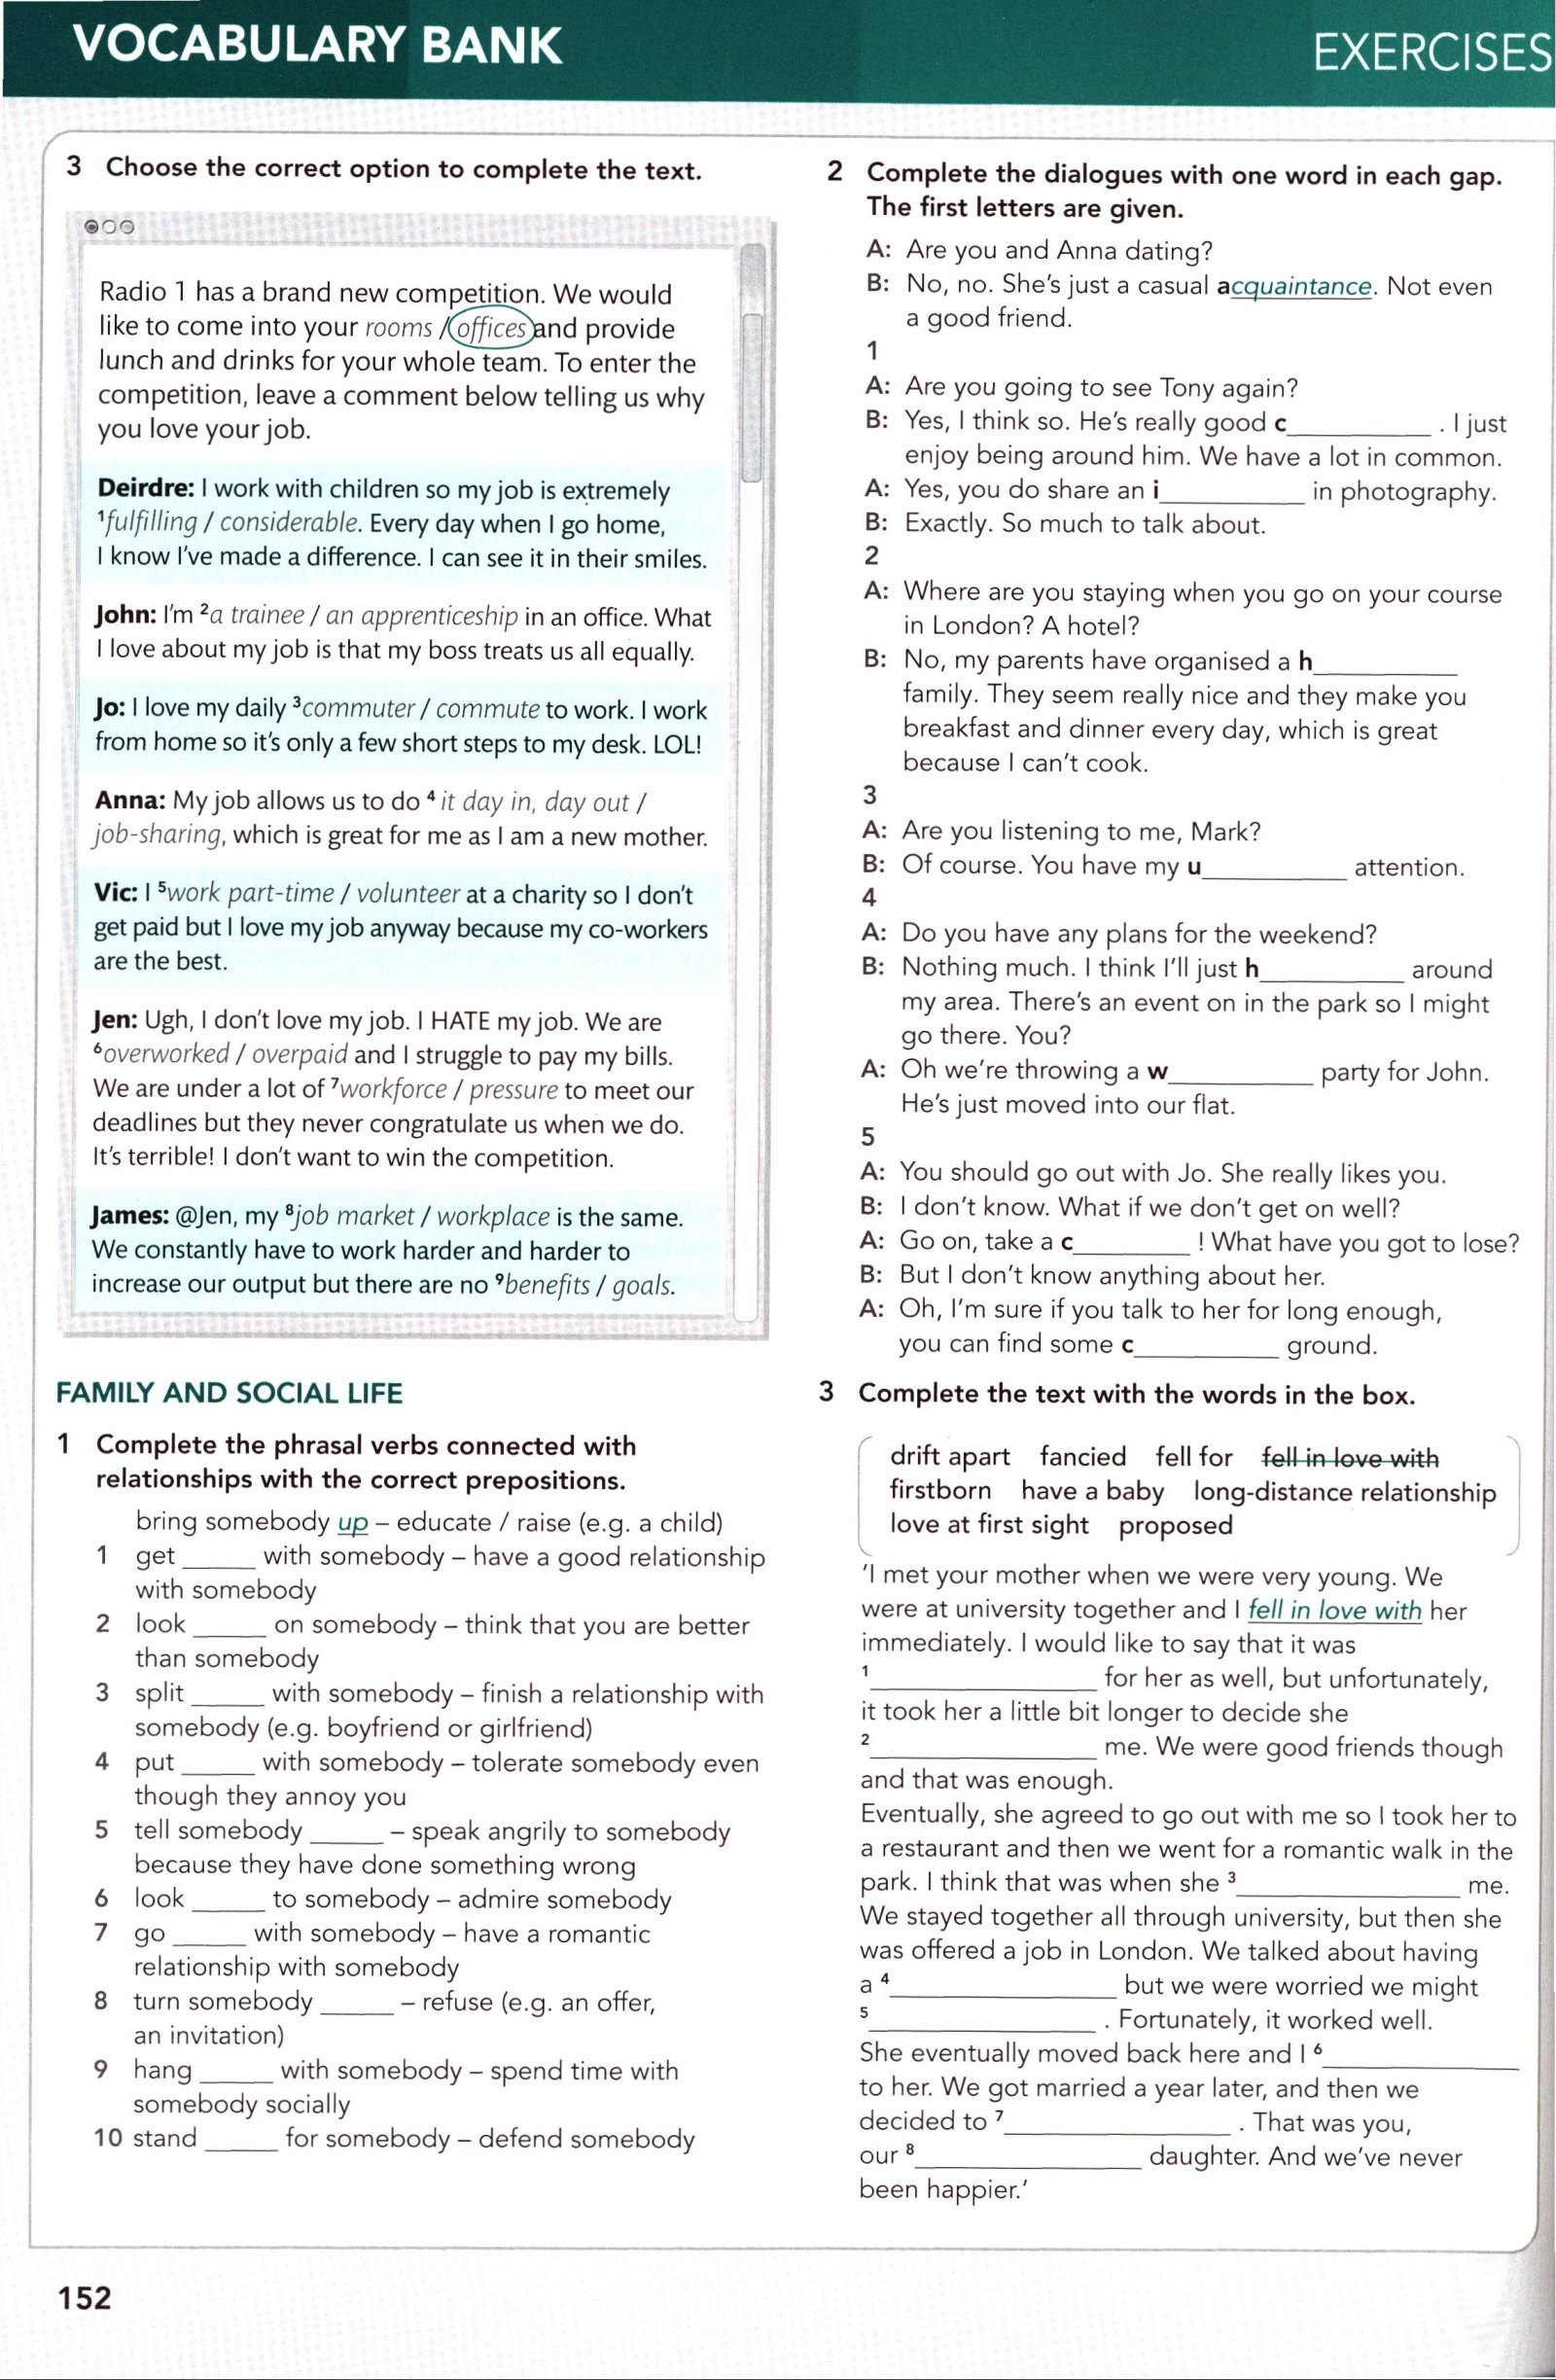 VOCABULARY BANK
EXERCISES
3 Choose the correct option to complete the text.
Radio 1 has a brand new competition. We would
like to come into your rooms / offices and provide
lunch and drinks for your whole team. To enter the
competition, leave a comment below telling us why
you love your job.
Deirdre: I work with children so my job is extremely
1fulfilling / considerable. Every day when I go home,
I know I've made a difference. I can see it in their smiles.
John: I'm 2a trainee / an apprenticeship in an office. What
I love about my job is that my boss treats us all equally.
Jo: I love my daily 3commuter / commute to work. I work
from home so it's only a few short steps to my desk. LOL!
Anna: My job allows us to do 4 it day in, day out /
job-sharing, which is great for me as I am a new mother.
Vic: I 5work part-time / volunteer at a charity so I don't
get paid but I love my job anyway because my co-workers
are the best.
Jen: Ugh, I don't love my job. I HATE my job. We are
6overworked / overpaid and I struggle to pay my bills.
We are under a lot of 7workforce / pressure to meet our
deadlines but they never congratulate us when we do.
It's terrible! I don't want to win the competition.
James: @Jen, my 8job market / workplace is the same.
We constantly have to work harder and harder to
increase our output but there are no 9benefits / goals.
FAMILY AND SOCIAL LIFE
1 Complete the phrasal verbs connected with
relationships with the correct prepositions.
bring somebody up – educate / raise (e.g. a child)
1 get _____ with somebody – have a good relationship
with somebody
2 look _____ on somebody – think that you are better
than somebody
3 split _____ with somebody – finish a relationship with
somebody (e.g. boyfriend or girlfriend)
4 put _____ with somebody – tolerate somebody even
though they annoy you
5 tell somebody _____ – speak angrily to somebody
because they have done something wrong
6 look _____ to somebody – admire somebody
7 go _____ with somebody – have a romantic
relationship with somebody
8 turn somebody _____ – refuse (e.g. an offer,
an invitation)
9 hang _____ with somebody – spend time with
somebody socially
10 stand _____ for somebody – defend somebody
2 Complete the dialogues with one word in each gap.
The first letters are given.
A: Are you and Anna dating?
B: No, no. She's just a casual acquaintance. Not even
a good friend.
1
A: Are you going to see Tony again?
B: Yes, I think so. He's really good c__________ . I just
enjoy being around him. We have a lot in common.
A: Yes, you do share an i__________ in photography.
B: Exactly. So much to talk about.
2
A: Where are you staying when you go on your course
in London? A hotel?
B: No, my parents have organised a h__________
family. They seem really nice and they make you
breakfast and dinner every day, which is great
because I can't cook.
3
A: Are you listening to me, Mark?
B: Of course. You have my u__________ attention.
4
A: Do you have any plans for the weekend?
B: Nothing much. I think I'll just h__________ around
my area. There's an event on in the park so I might
go there. You?
A: Oh we're throwing a w__________ party for John.
He's just moved into our flat.
5
A: You should go out with Jo. She really likes you.
B: I don't know. What if we don't get on well?
A: Go on, take a c________ ! What have you got to lose?
B: But I don't know anything about her.
A: Oh, I'm sure if you talk to her for long enough,
you can find some c__________ ground.
3 Complete the text with the words in the box.
drift apart fancied fell for fell in love with
firstborn have a baby long-distance relationship
love at first sight proposed
'I met your mother when we were very young. We
were at university together and I fell in love with her
immediately. I would like to say that it was
1_______________ for her as well, but unfortunately,
it took her a little bit longer to decide she
2_______________ me. We were good friends though
and that was enough.
Eventually, she agreed to go out with me so I took her to
a restaurant and then we went for a romantic walk in the
park. I think that was when she 3_______________ me.
We stayed together all through university, but then she
was offered a job in London. We talked about having
a 4_______________ but we were worried we might
5_______________ . Fortunately, it worked well.
She eventually moved back here and I 6_____________
to her. We got married a year later, and then we
decided to 7_______________ . That was you,
our 8_______________ daughter. And we've never
been happier.'
152